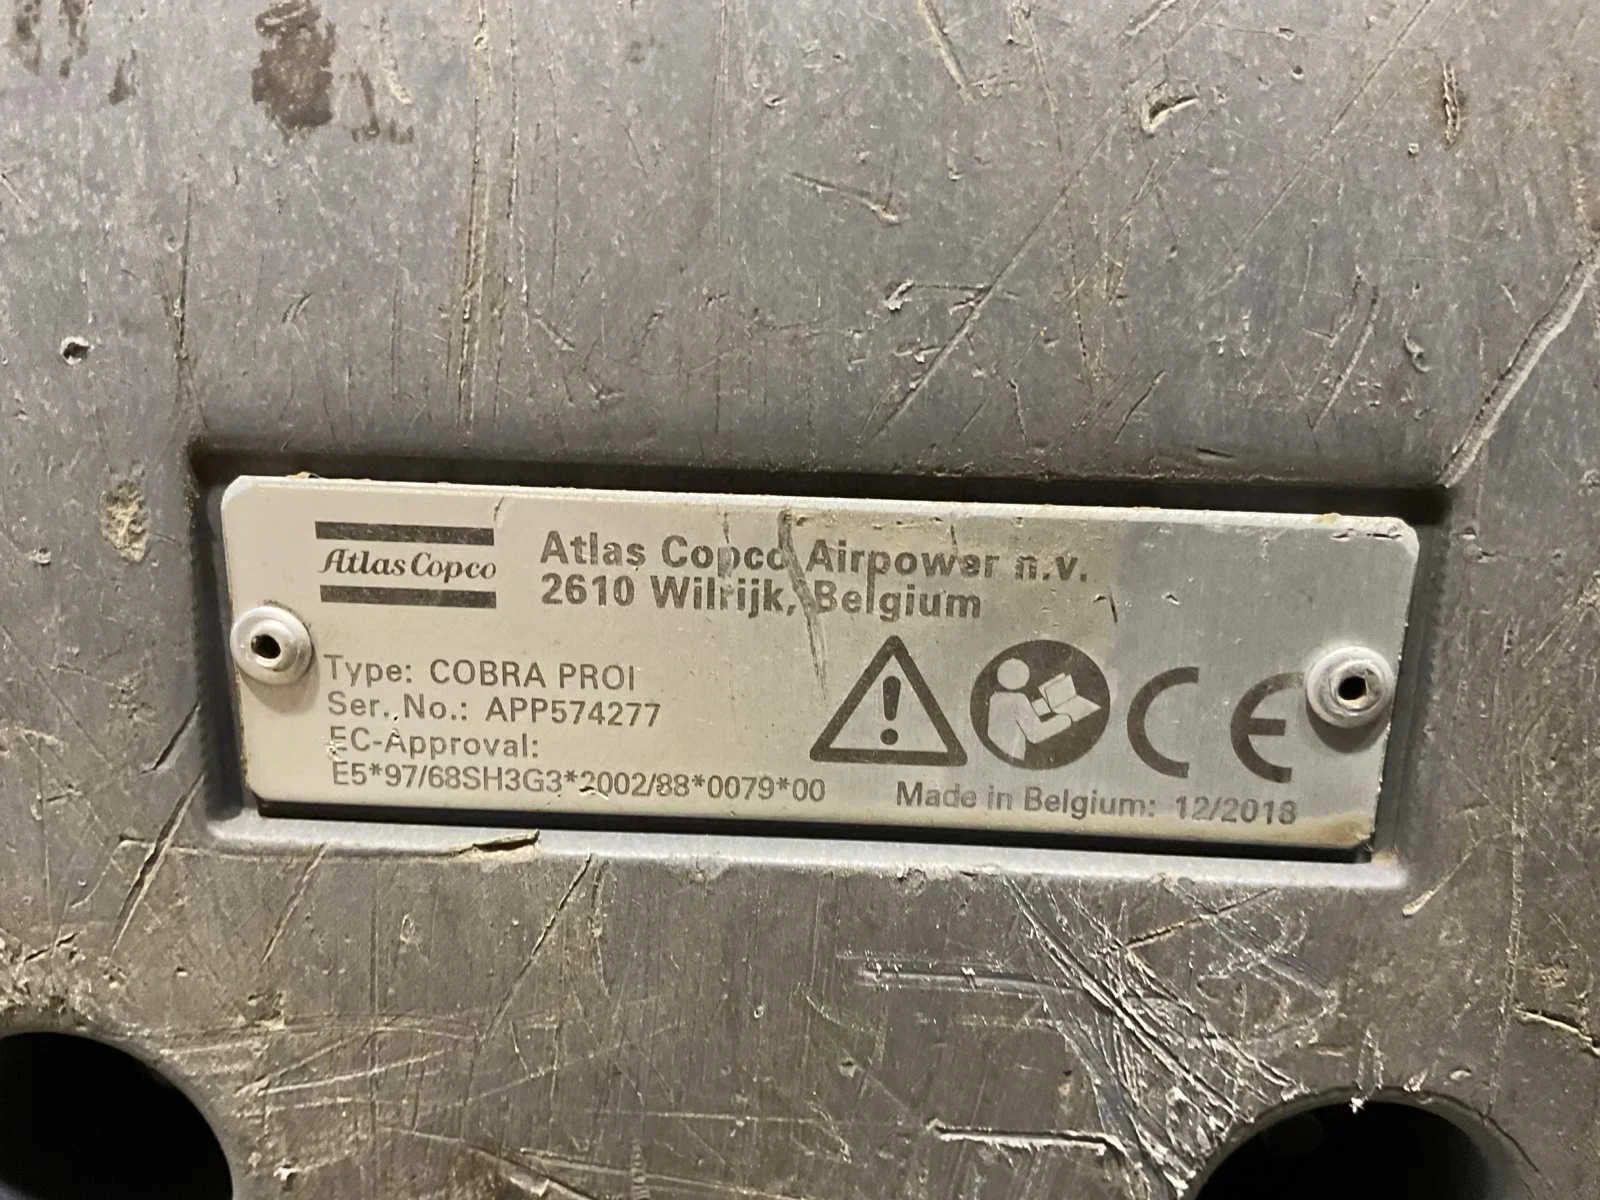 Atlas Copco
Atlas Copco Airpower n.v.
2610 Wilrijk, Belgium
Type: COBRA PROI
Ser. No.: APP574277
EC-Approval:
E5*97/68SH3G3*2002/88*0079*00
CE
Made in Belgium: 12/2018